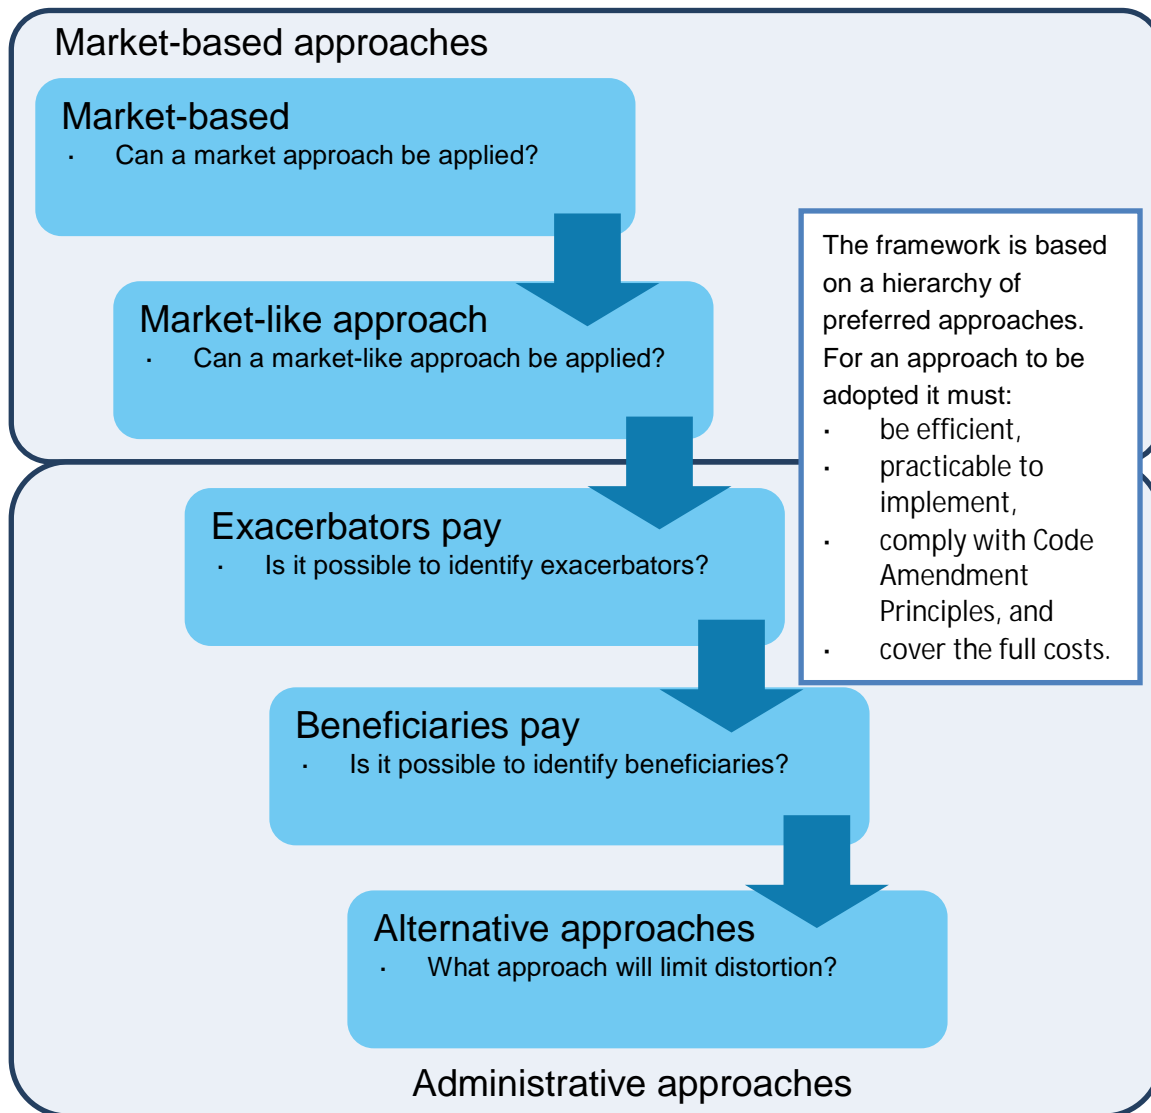 Market-based approaches
Market-based
· Can a market approach be applied?
Market-like approach
· Can a market-like approach be applied?
Exacerbators pay
· Is it possible to identify exacerbators?
Beneficiaries pay
· Is it possible to identify beneficiaries?
Alternative approaches
· What approach will limit distortion?
Administrative approaches
The framework is based
on a hierarchy of
preferred approaches.
For an approach to be
adopted it must:
· be efficient,
· practicable to
implement,
· comply with Code
Amendment
Principles, and
· cover the full costs.